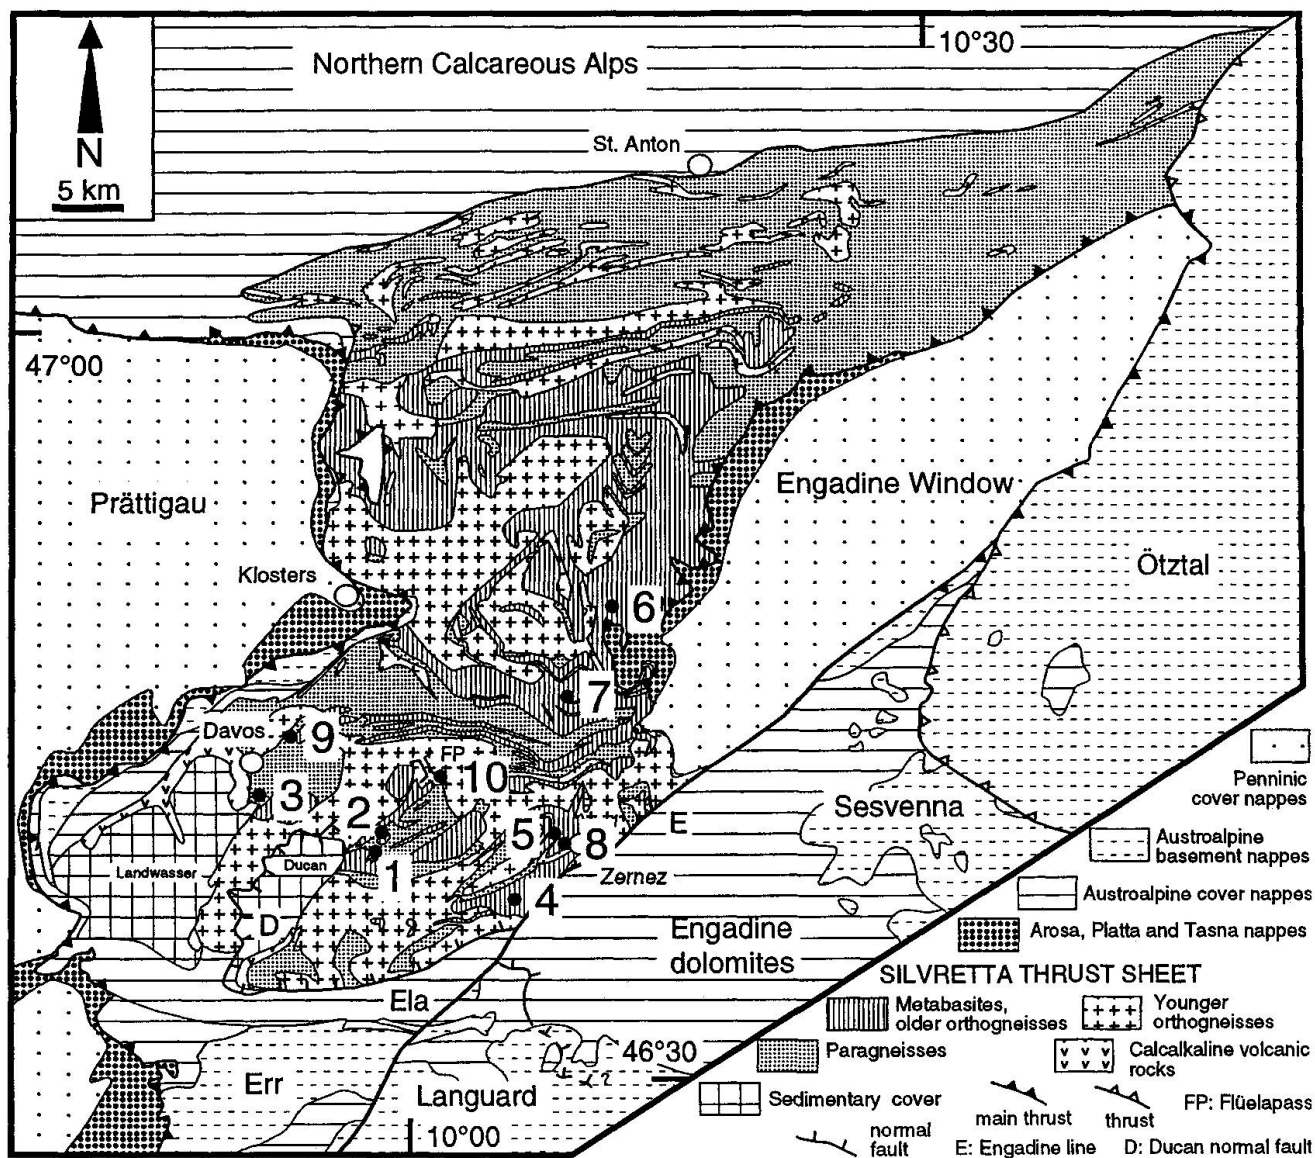 10°30
Northern Calcareous Alps
N
5 km
St. Anton
47°00
Prättigau
Engadine Window
Ötztal
Klosters
6
7
Davos
9
FP
10
3
2
5
8
E
Sesvenna
Landwasser
Ducan
1
Zernez
4
D
Engadine
dolomites
Ela
46°30
Err
Languard
10°00
Penninic
cover nappes
Austroalpine
basement nappes
Austroalpine cover nappes
Arosa, Platta and Tasna nappes
SILVRETTA THRUST SHEET
Metabasites,
older orthogneisses
Younger
orthogneisses
Paragneisses
Calcalkaline volcanic
rocks
Sedimentary cover
main thrust
thrust
FP: Flüelapass
normal
fault
E: Engadine line
D: Ducan normal fault